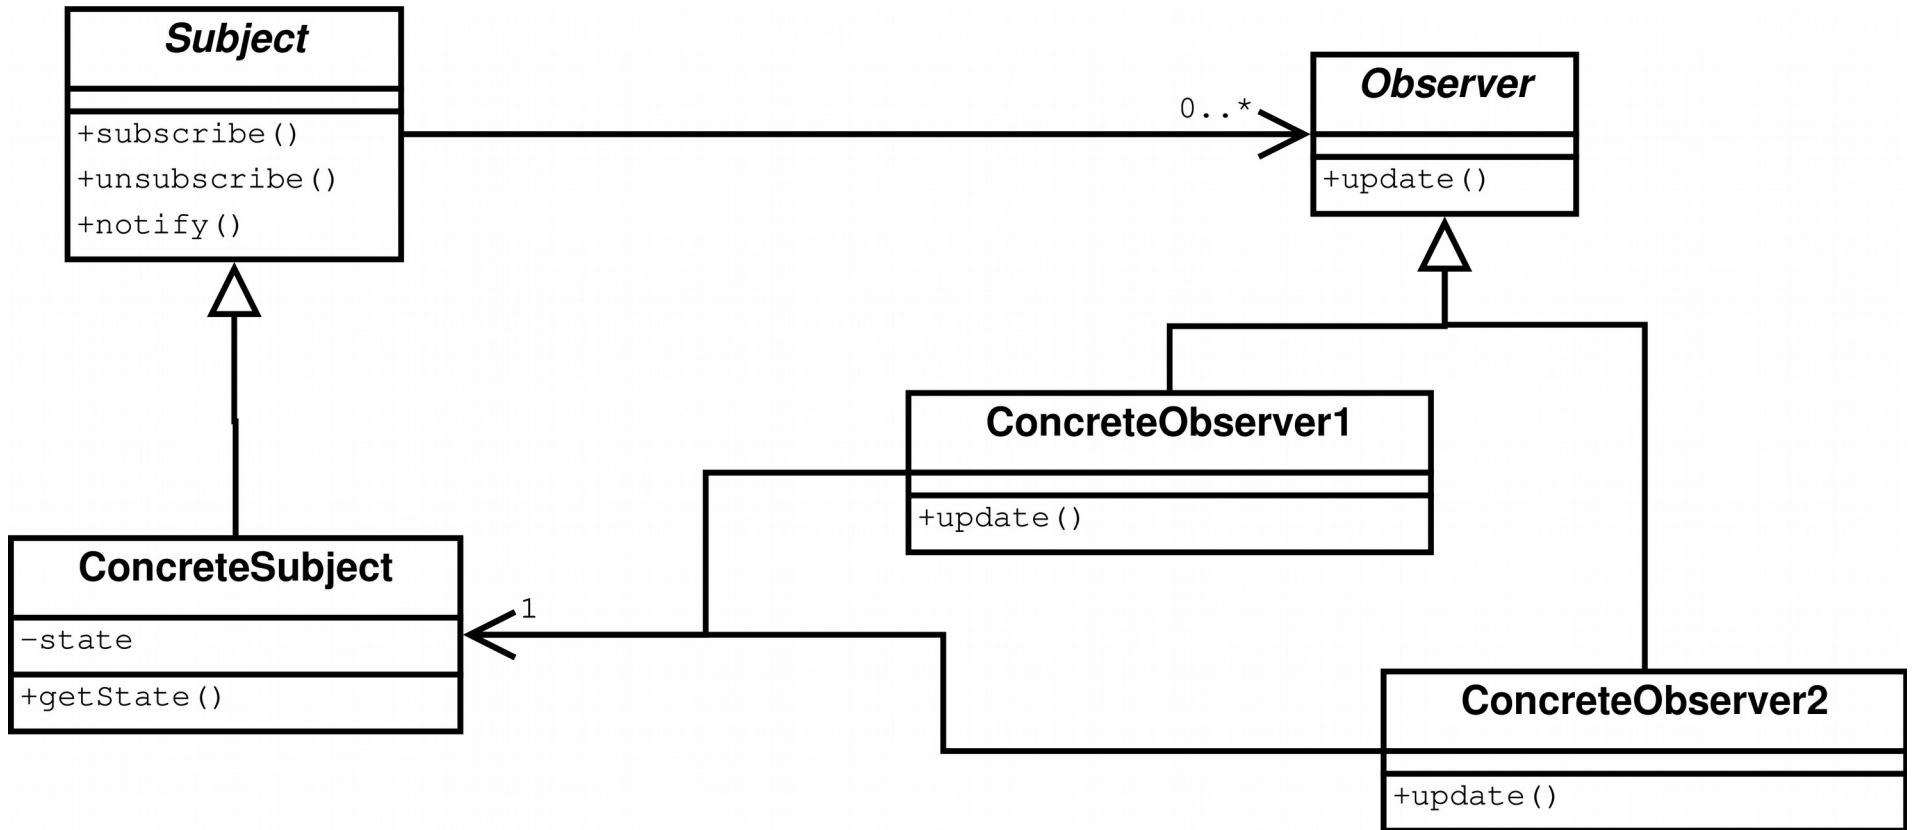 Subject
+subscribe()
+unsubscribe()
+notify()
0..*
Observer
+update()
ConcreteObserver1
+update()
ConcreteSubject
-state
+getState()
1
ConcreteObserver2
+update()